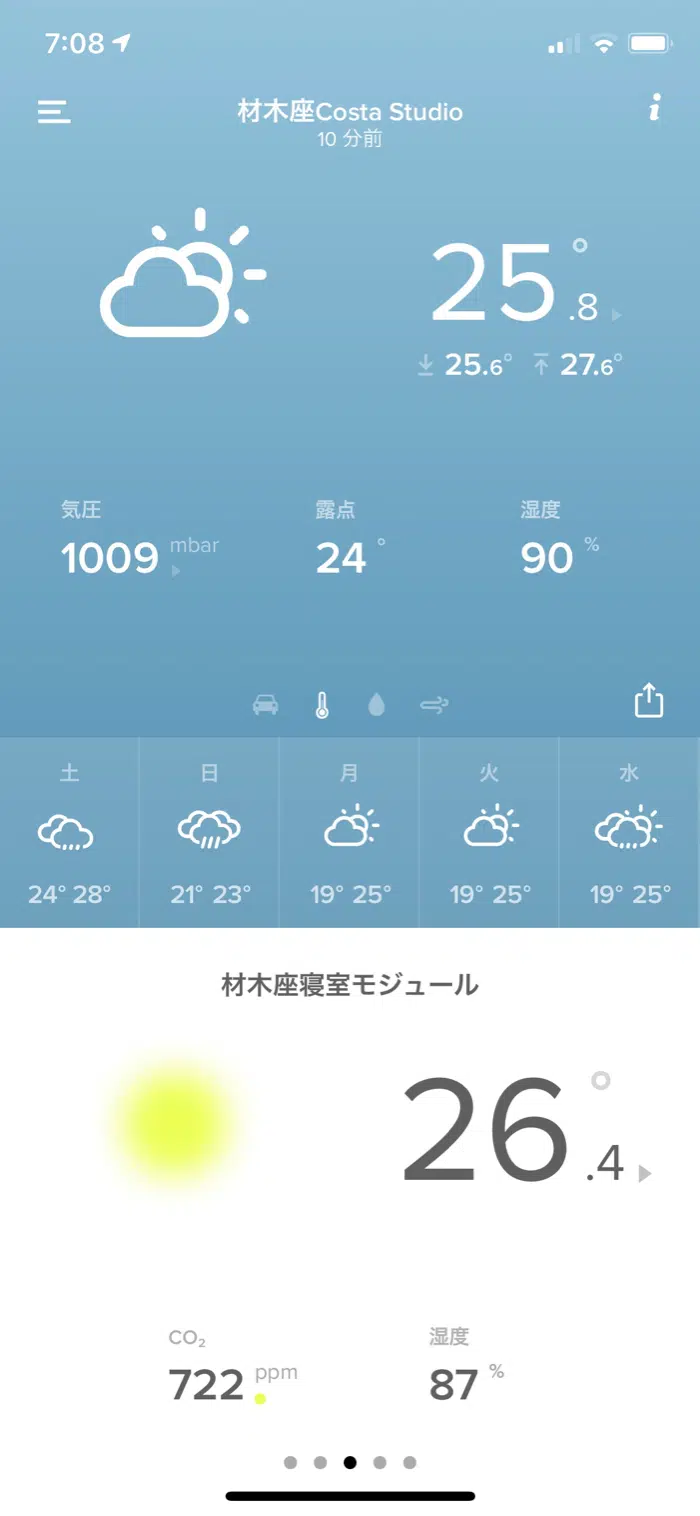 7:08
材木座Costa Studio
10 分前
25.8°
25.6° 27.6°
気圧 露点 湿度
1009 mbar 24° 90 %
土 日 月 火 水
24° 28° 21° 23° 19° 25° 19° 25° 19° 25°
材木座寝室モジュール
26.4°
CO₂ 湿度
722 ppm 87 %